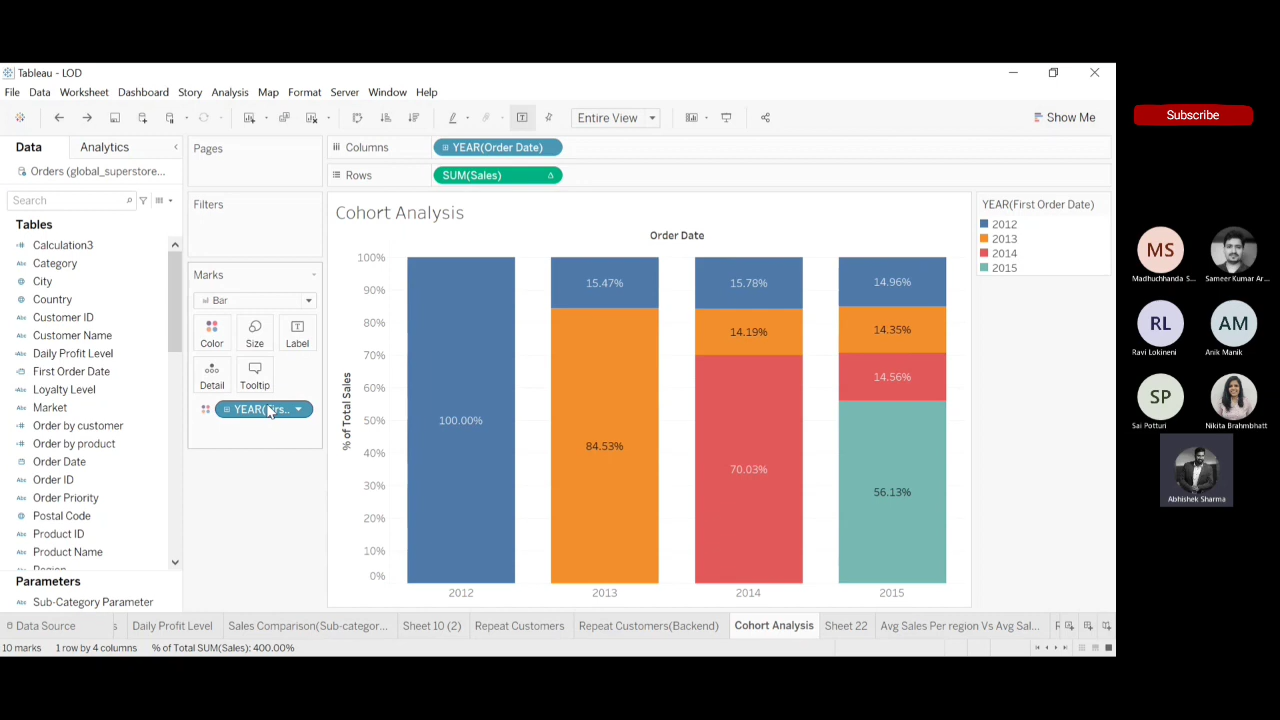 Tableau - LOD
File Data Worksheet Dashboard Story Analysis Map Format Server Window Help
Entire View
Show Me
Data Analytics
Orders (global_superstore...
Search
Tables
Calculation3
Category
City
Country
Customer ID
Customer Name
Daily Profit Level
First Order Date
Loyalty Level
Market
Order by customer
Order by product
Order Date
Order ID
Order Priority
Postal Code
Product ID
Product Name
Region
Parameters
Sub-Category Parameter
Pages
Filters
Marks
Bar
Color Size Label
Detail Tooltip
YEAR(Firs..
Columns YEAR(Order Date)
Rows SUM(Sales)
Cohort Analysis
Order Date
% of Total Sales
100%
90%
80%
70%
60%
50%
40%
30%
20%
10%
0%
15.47% 15.78% 14.96%
14.19% 14.35%
14.56%
100.00%
84.53%
70.03%
56.13%
2012 2013 2014 2015
YEAR(First Order Date)
2012
2013
2014
2015
Data Source s Daily Profit Level Sales Comparison(Sub-categor... Sheet 10 (2) Repeat Customers Repeat Customers(Backend) Cohort Analysis Sheet 22 Avg Sales Per region Vs Avg Sal...
10 marks 1 row by 4 columns % of Total SUM(Sales): 400.00%
Subscribe
MS
Madhuchhanda S...
Sameer Kumar Ar...
RL
Ravi Lokineni
AM
Anik Manik
SP
Sai Potturi
Nikita Brahmbhatt
Abhishek Sharma